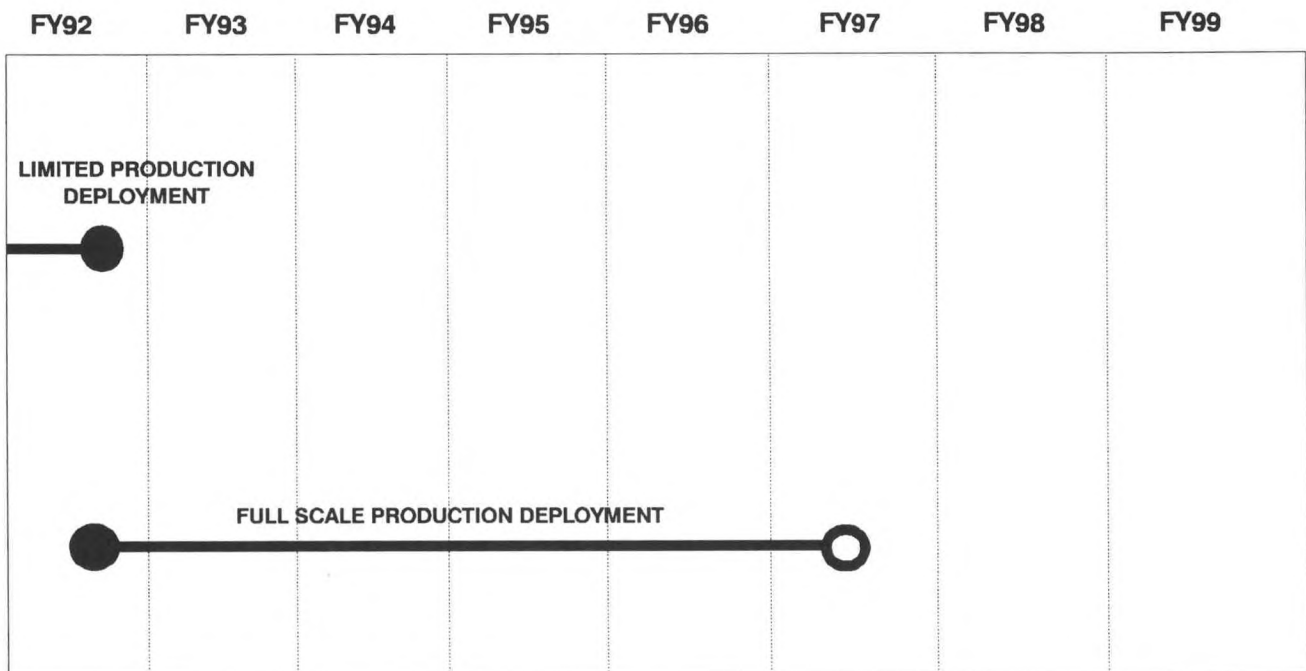 FY92 FY93 FY94 FY95 FY96 FY97 FY98 FY99
LIMITED PRODUCTION
DEPLOYMENT
FULL SCALE PRODUCTION DEPLOYMENT